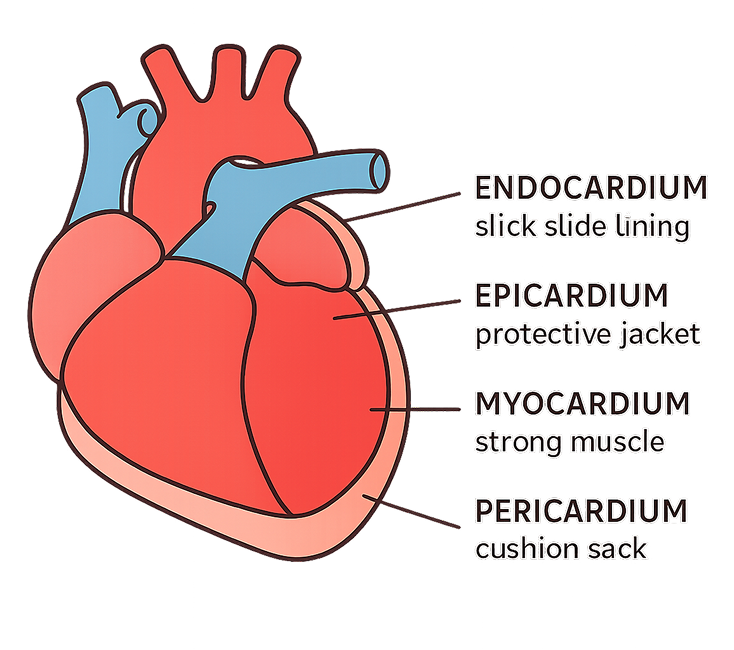 ENDOCARDIUM
slick slide lining
EPICARDIUM
protective jacket
MYOCARDIUM
strong muscle
PERICARDIUM
cushion sack